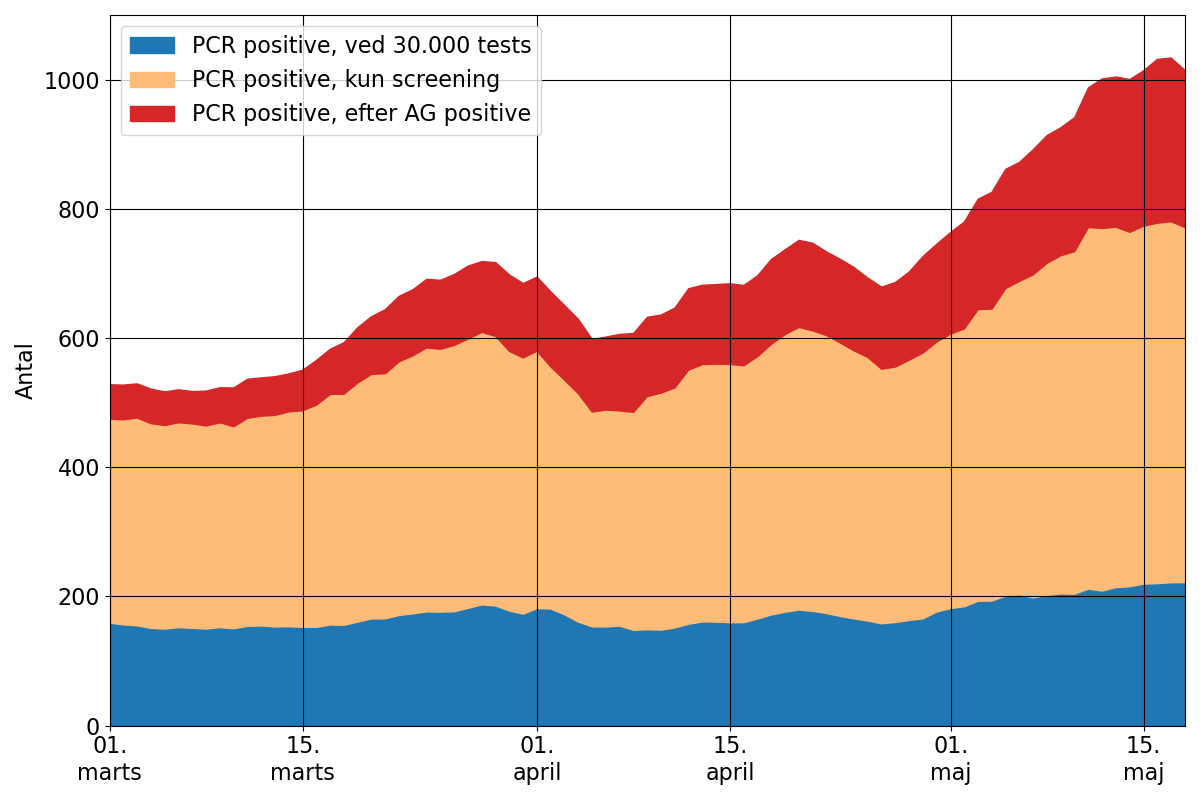 PCR positive, ved 30.000 tests
PCR positive, kun screening
PCR positive, efter AG positive
Antal
1000
800
600
400
200
0
01. marts
15. marts
01. april
15. april
01. maj
15. maj